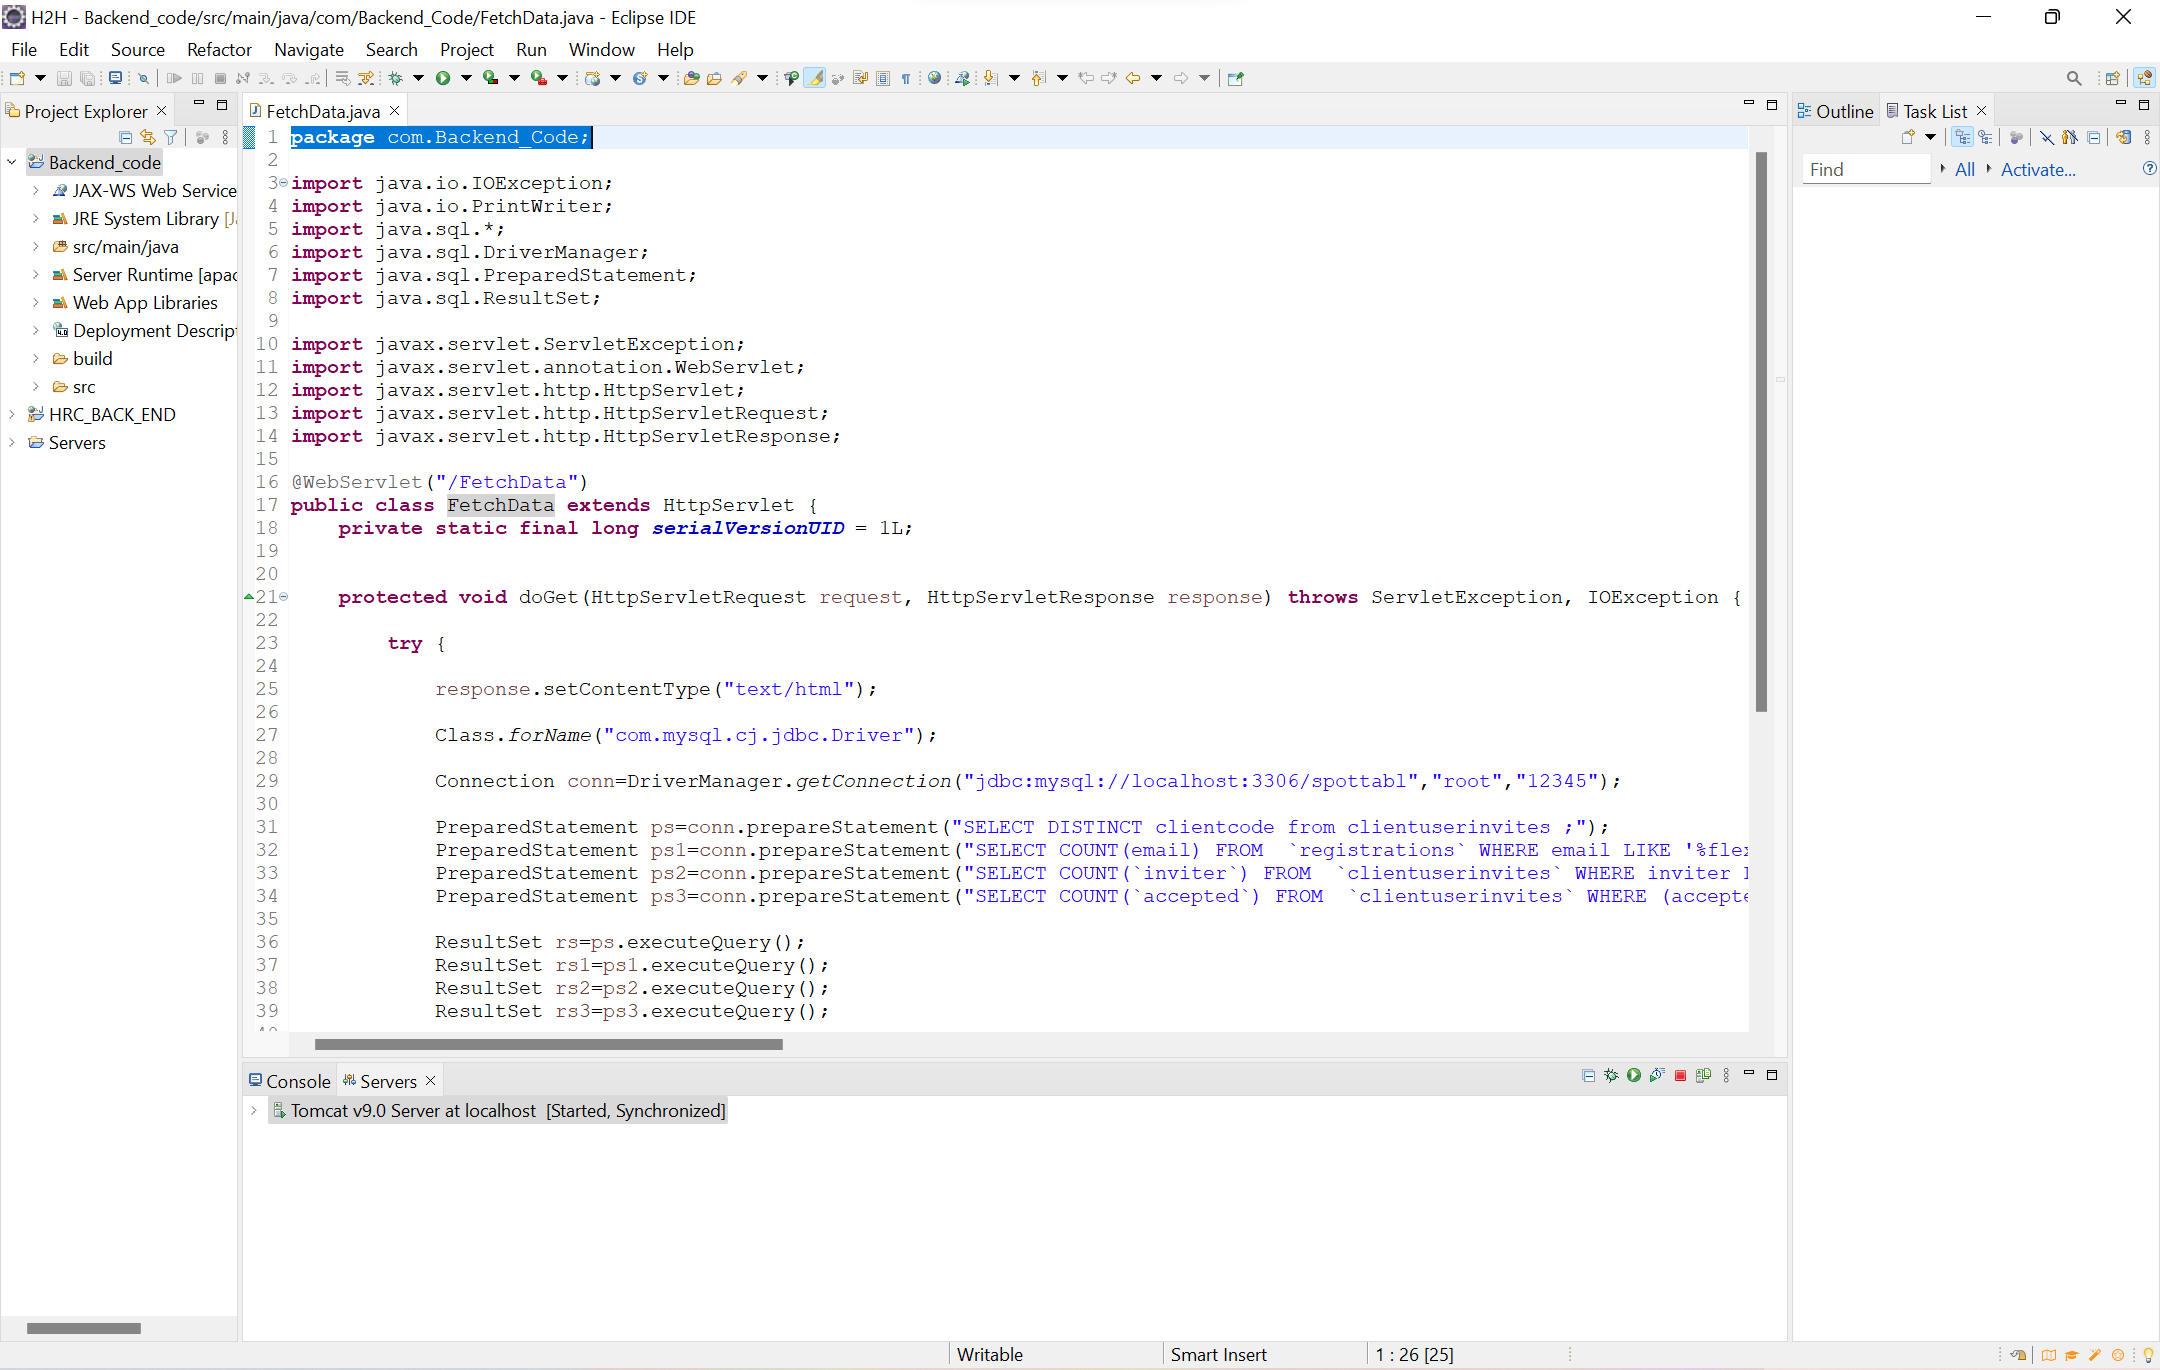 H2H - Backend_code/src/main/java/com/Backend_Code/FetchData.java - Eclipse IDE
File Edit Source Refactor Navigate Search Project Run Window Help
Project Explorer
Backend_code
JAX-WS Web Service
JRE System Library
src/main/java
Server Runtime
Web App Libraries
Deployment
build
src
HRC_BACK_END
Servers
FetchData.java
1 package com.Backend_Code;
2
3 import java.io.IOException;
4 import java.io.PrintWriter;
5 import java.sql.*;
6 import java.sql.DriverManager;
7 import java.sql.PreparedStatement;
8 import java.sql.ResultSet;
9
10 import javax.servlet.ServletException;
11 import javax.servlet.annotation.WebServlet;
12 import javax.servlet.http.HttpServlet;
13 import javax.servlet.http.HttpServletRequest;
14 import javax.servlet.http.HttpServletResponse;
15
16 @WebServlet("/FetchData")
17 public class FetchData extends HttpServlet {
18 private static final long serialVersionUID = 1L;
19
20
21 protected void doGet(HttpServletRequest request, HttpServletResponse response) throws ServletException, IOException {
22
23 try {
24
25 response.setContentType("text/html");
26
27 Class.forName("com.mysql.cj.jdbc.Driver");
28
29 Connection conn=DriverManager.getConnection("jdbc:mysql://localhost:3306/spottabl","root","12345");
30
31 PreparedStatement ps=conn.prepareStatement("SELECT DISTINCT clientcode from clientuserinvites ;");
32 PreparedStatement ps1=conn.prepareStatement("SELECT COUNT(email) FROM `registrations` WHERE email LIKE '%fle
33 PreparedStatement ps2=conn.prepareStatement("SELECT COUNT(`inviter`) FROM `clientuserinvites` WHERE inviter
34 PreparedStatement ps3=conn.prepareStatement("SELECT COUNT(`accepted`) FROM `clientuserinvites` WHERE (accept
35
36 ResultSet rs=ps.executeQuery();
37 ResultSet rs1=ps1.executeQuery();
38 ResultSet rs2=ps2.executeQuery();
39 ResultSet rs3=ps3.executeQuery();
Outline Task List
Find All Activate...
Console Servers
Tomcat v9.0 Server at localhost [Started, Synchronized]
Writable Smart Insert 1 : 26 [25]